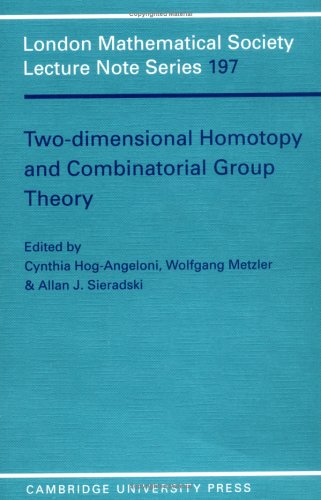 London Mathematical Society
Lecture Note Series 197
Two-dimensional Homotopy
and Combinatorial Group
Theory
Edited by
Cynthia Hog-Angeloni, Wolfgang Metzler
& Allan J. Sieradski
CAMBRIDGE UNIVERSITY PRESS